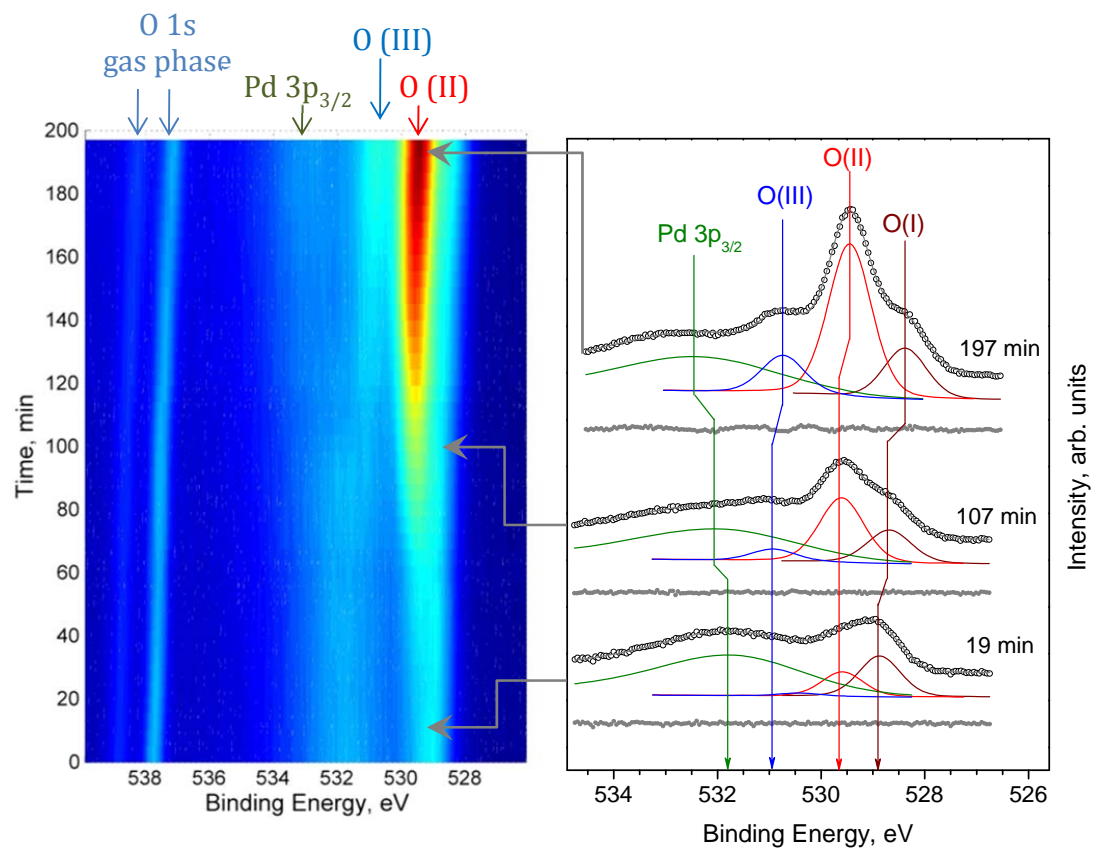 O 1s
gas phase
Pd 3p3/2
O (III)
O (II)
200
180
160
140
120
100
80
60
40
20
0
Time, min
538
536
534
532
530
528
Binding Energy, eV
O(II)
O(III)
O(I)
Pd 3p3/2
197 min
107 min
19 min
Intensity, arb. units
534
532
530
528
526
Binding Energy, eV